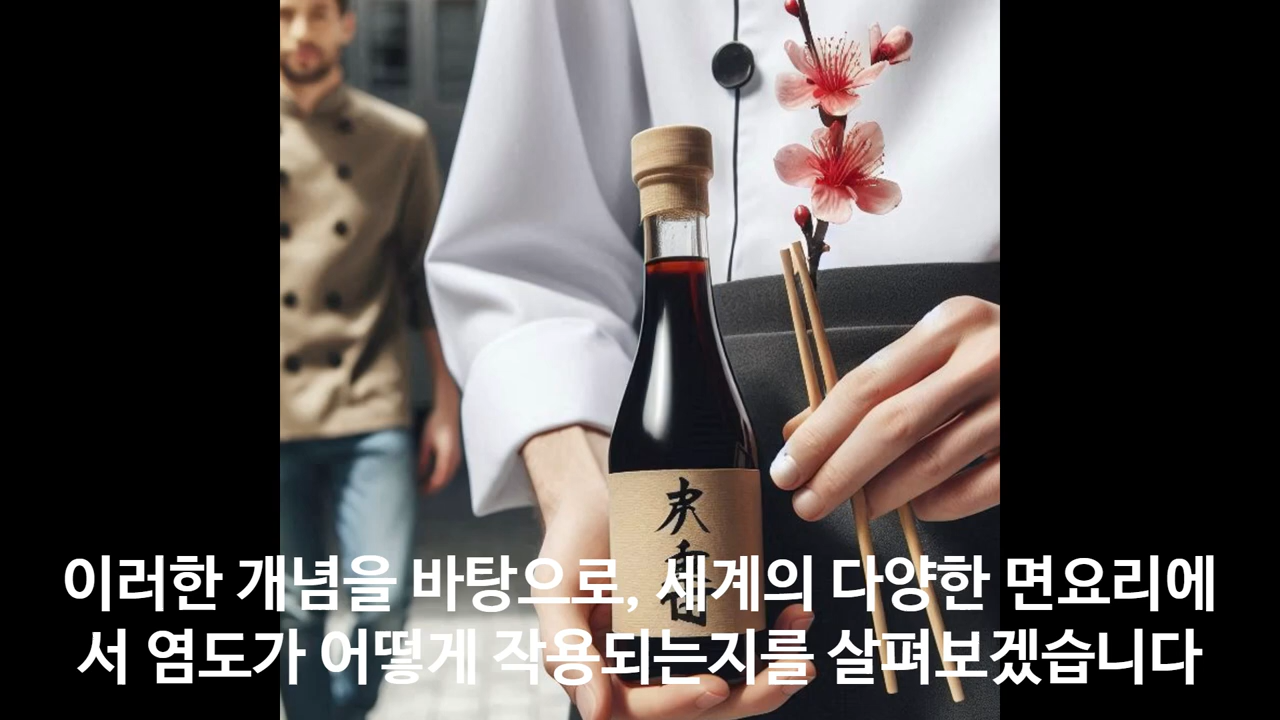 이러한 개념을 바탕으로, 세계의 다양한 면요리에
서 염도가 어떻게 작용되는지를 살펴보겠습니다